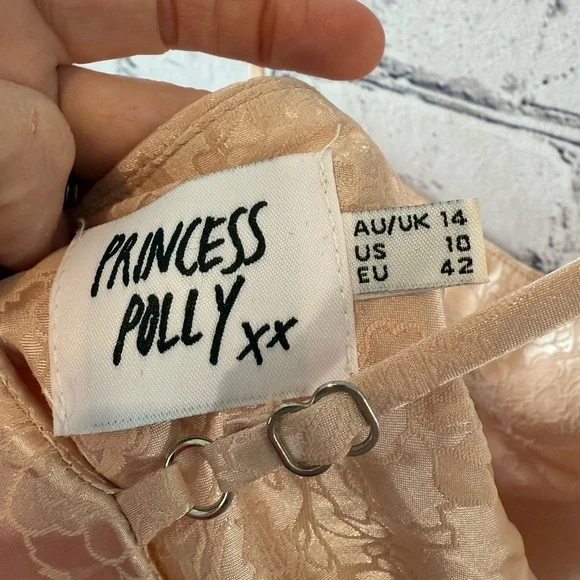 PRINCESS
POLLY xx
AU/UK 14
US 10
EU 42